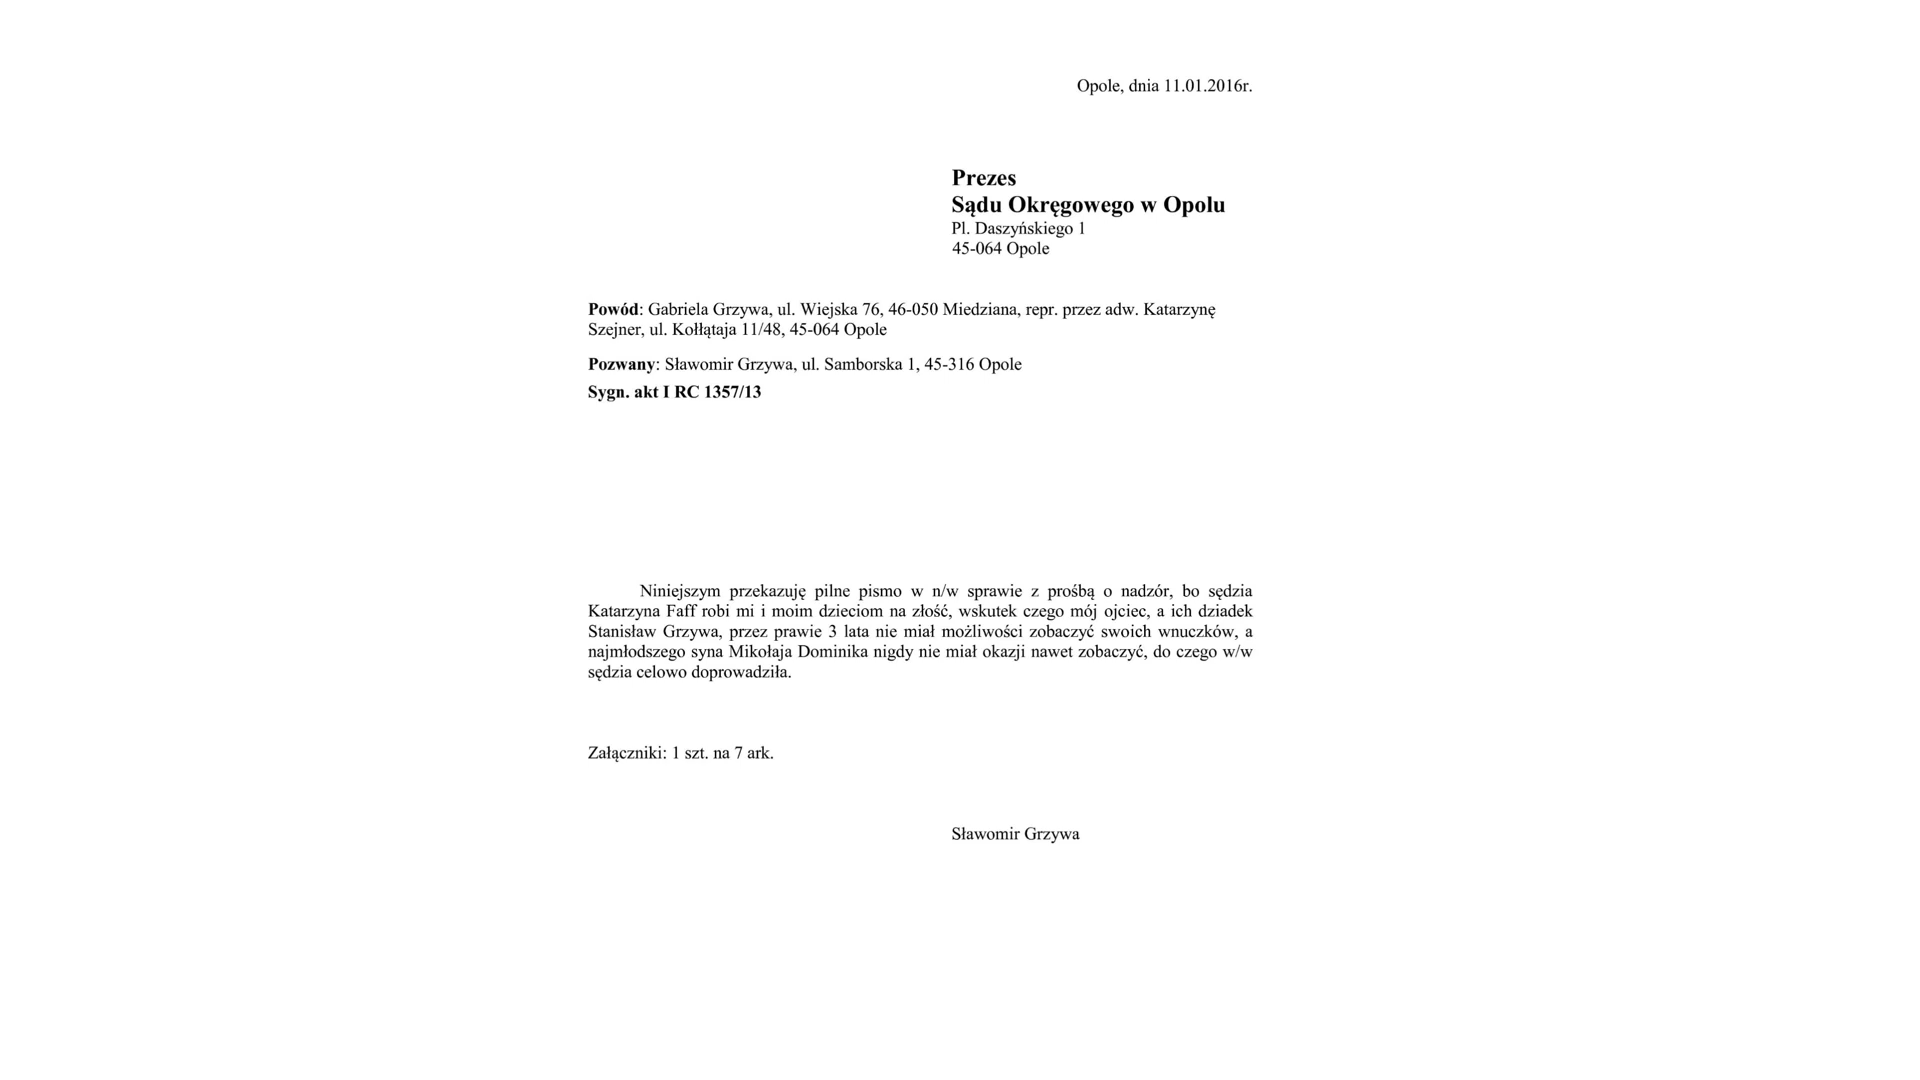 Opole, dnia 11.01.2016r.
Prezes
Sądu Okręgowego w Opolu
Pl. Daszyńskiego 1
45-064 Opole
Powód: Gabriela Grzywa, ul. Wiejska 76, 46-050 Miedziana, repr. przez adw. Katarzynę
Szejner, ul. Kołłątaja 11/48, 45-064 Opole
Pozwany: Sławomir Grzywa, ul. Samborska 1, 45-316 Opole
Sygn. akt I RC 1357/13
Niniejszym przekazuję pilne pismo w n/w sprawie z prośbą o nadzór, bo sędzia
Katarzyna Faff robi mi i moim dzieciom na złość, wskutek czego mój ojciec, a ich dziadek
Stanisław Grzywa, przez prawie 3 lata nie miał możliwości zobaczyć swoich wnuczków, a
najmłodszego syna Mikołaja Dominika nigdy nie miał okazji nawet zobaczyć, do czego w/w
sędzia celowo doprowadziła.
Załączniki: 1 szt. na 7 ark.
Sławomir Grzywa